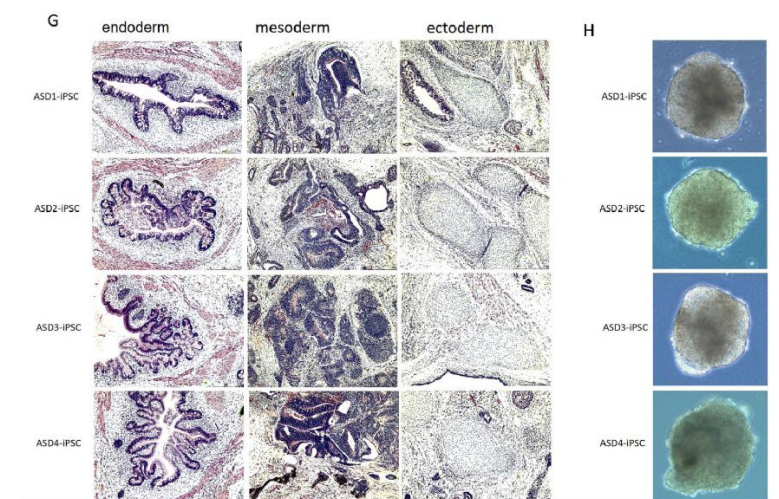 G
endoderm mesoderm ectoderm
H
ASD1-iPSC
ASD1-iPSC
ASD2-iPSC
ASD2-iPSC
ASD3-iPSC
ASD3-iPSC
ASD4-iPSC
ASD4-iPSC